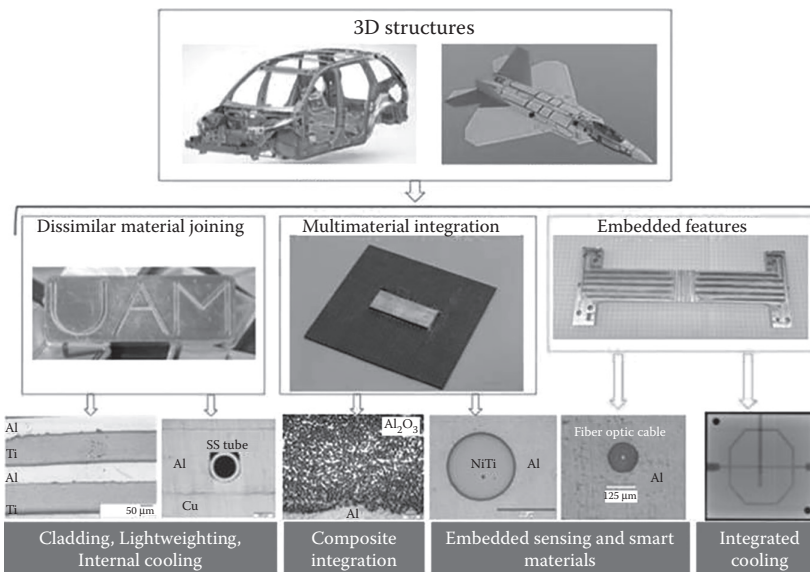 3D structures
Dissimilar material joining
Multimaterial integration
Embedded features
UAM
Al
Ti
Al
Ti
50 μm
SS tube
Al
Cu
Al₂O₃
Al
NiTi
Al
Fiber optic cable
Al
125 μm
Cladding, Lightweighting,
Internal cooling
Composite
integration
Embedded sensing and smart
materials
Integrated
cooling